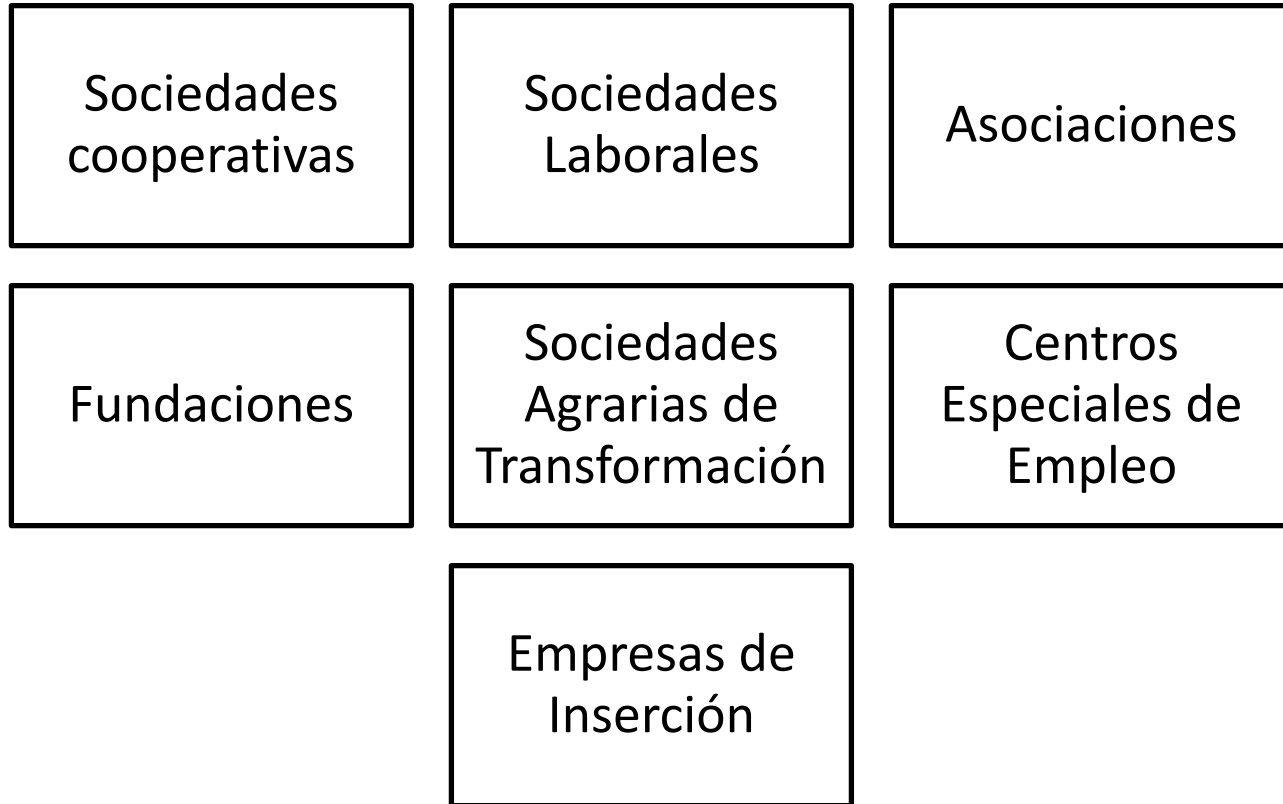 Sociedades
cooperativas
Sociedades
Laborales
Asociaciones
Fundaciones
Sociedades
Agrarias de
Transformación
Centros
Especiales de
Empleo
Empresas de
Inserción